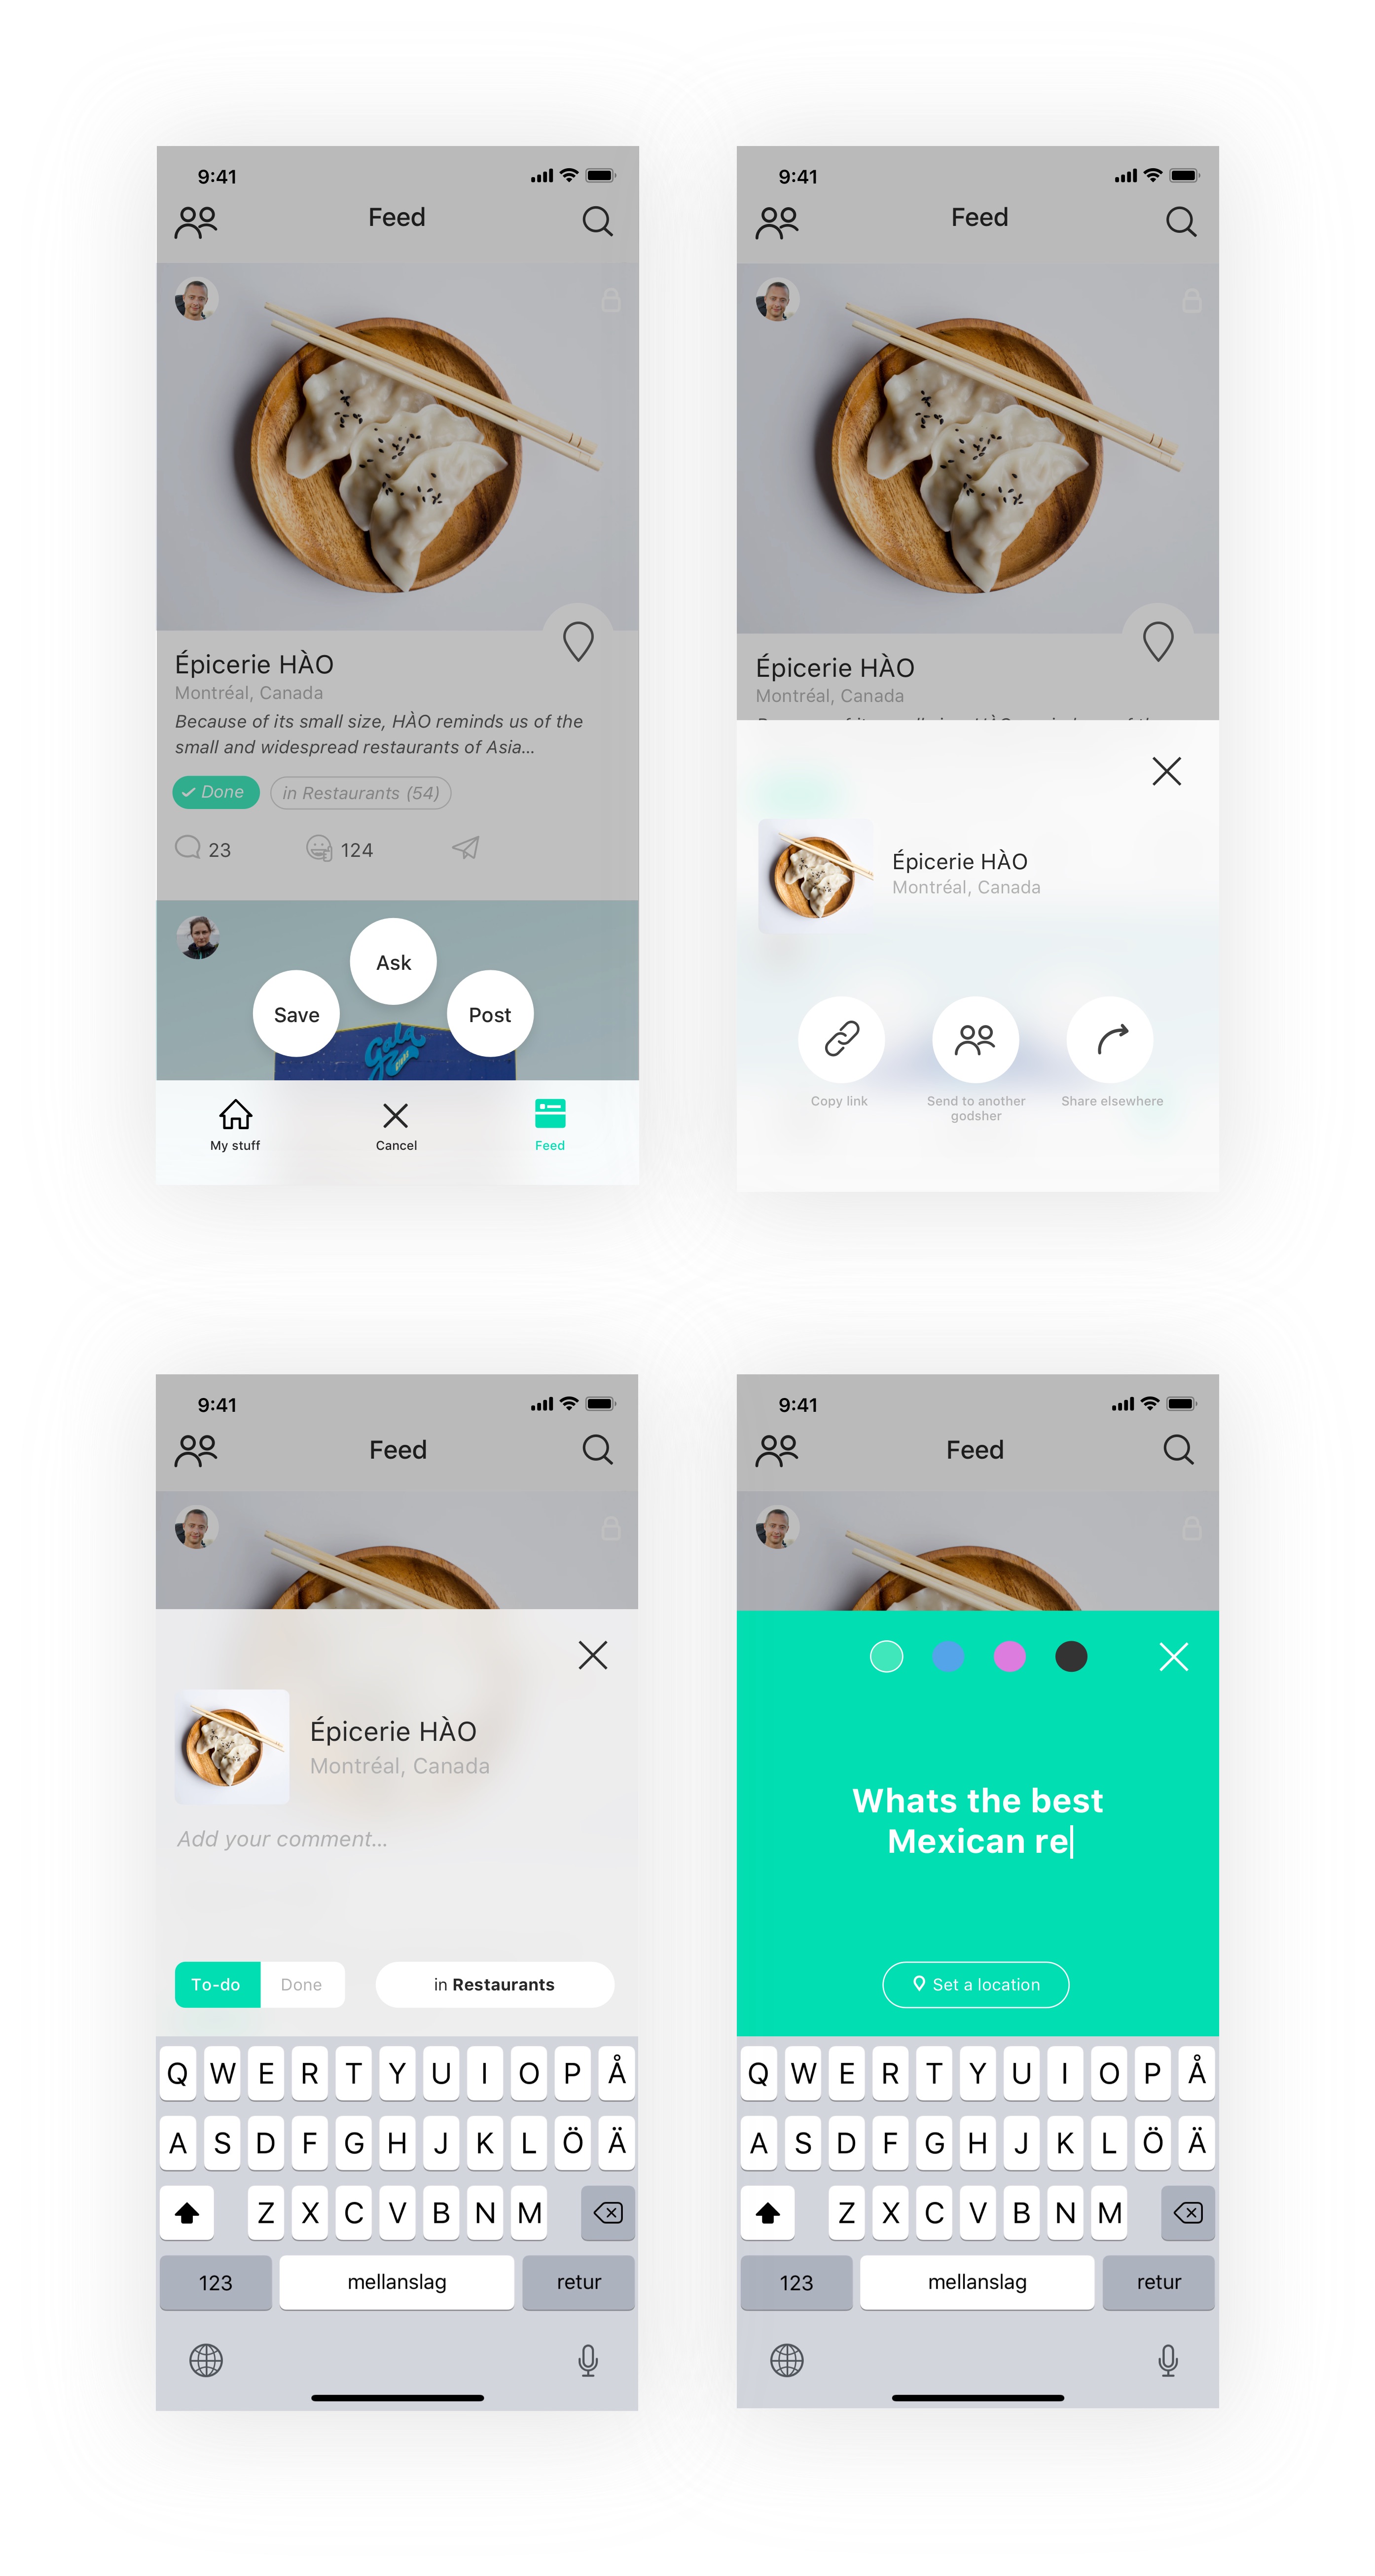 9:41
Feed
Épicerie HÀO
Montréal, Canada
Because of its small size, HÀO reminds us of the
small and widespread restaurants of Asia...
Done
in Restaurants (54)
23
124
Ask
Save
Post
Gala
My stuff
Cancel
Feed
9:41
Feed
Épicerie HÀO
Montréal, Canada
Épicerie HÀO
Montréal, Canada
Copy link
Send to another
godsher
Share elsewhere
9:41
Feed
Épicerie HÀO
Montréal, Canada
Add your comment...
To-do
Done
in Restaurants
Q W E R T Y U I O P Å
A S D F G H J K L Ö Ä
Z X C V B N M
123
mellanslag
retur
9:41
Feed
Whats the best
Mexican re
Set a location
Q W E R T Y U I O P Å
A S D F G H J K L Ö Ä
Z X C V B N M
123
mellanslag
retur